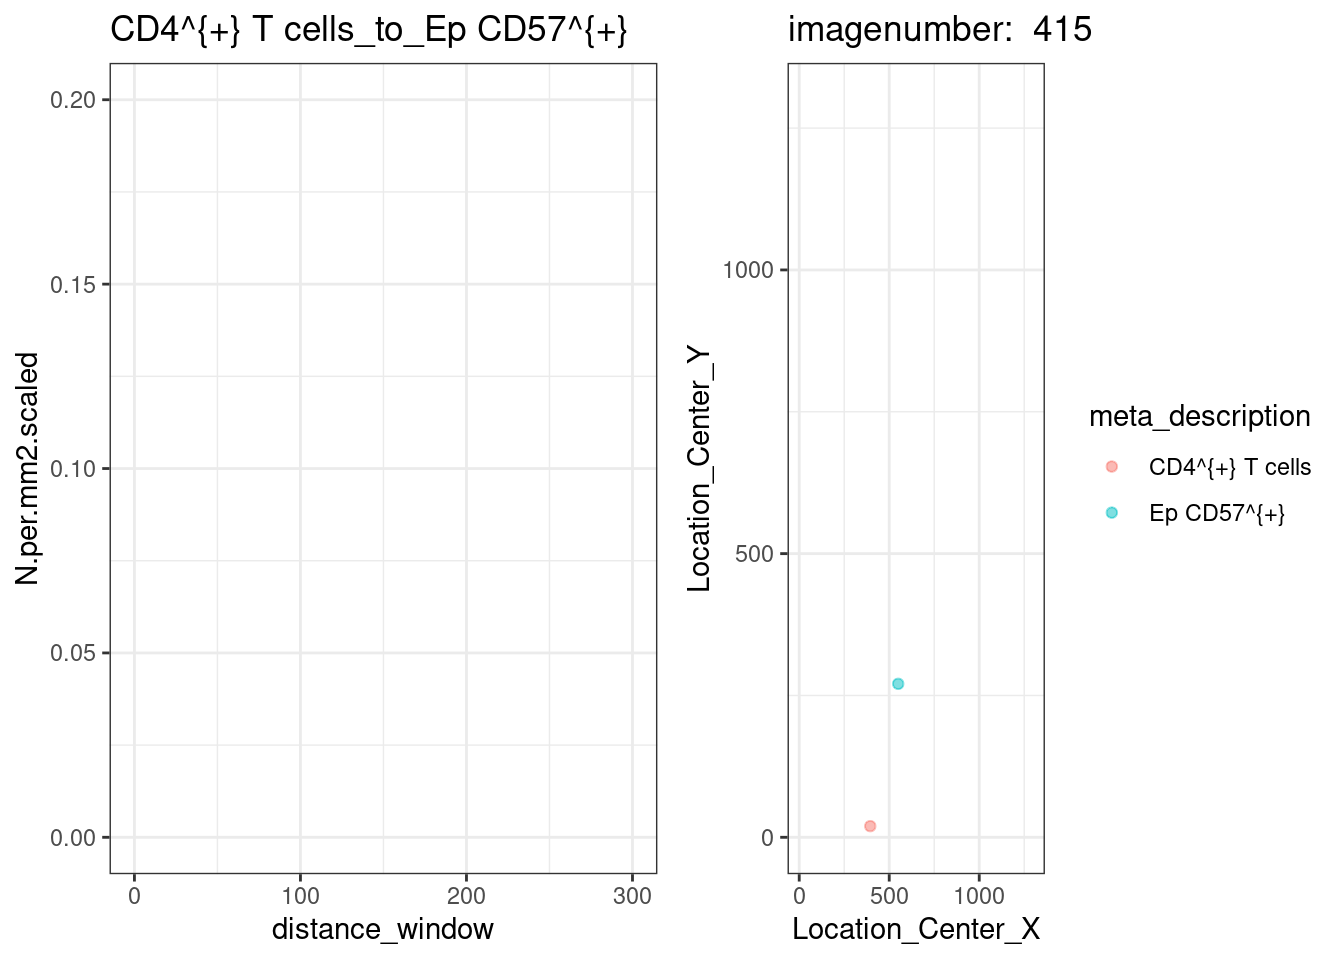 CD4^{+} T cells_to_Ep CD57^{+}
N.per.mm2.scaled
0.20
0.15
0.10
0.05
0.00
0 100 200 300
distance_window
imagenumber:  415
Location_Center_Y
1000
500
0
0 500 1000
Location_Center_X
meta_description
CD4^{+} T cells
Ep CD57^{+}